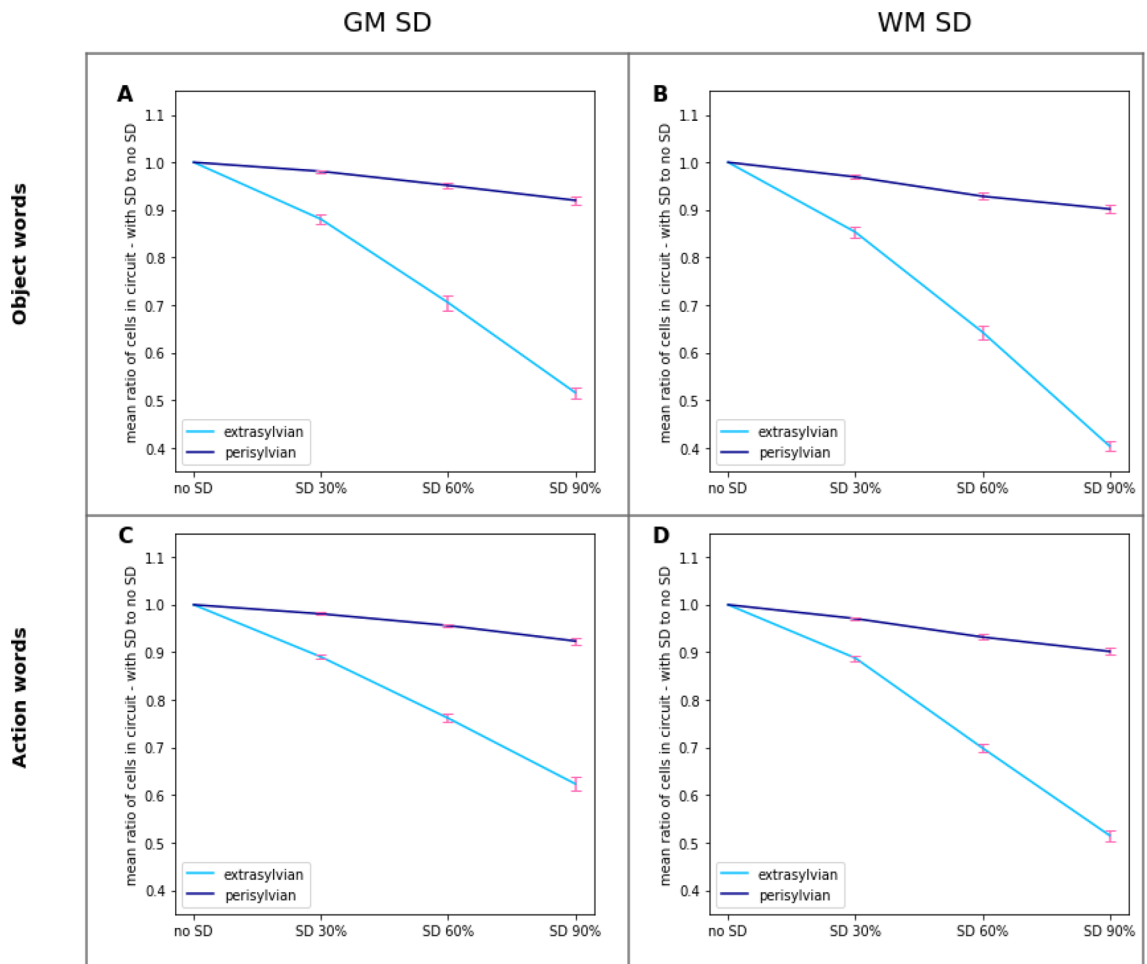 GM SD
WM SD
Object words
A
mean ratio of cells in circuit - with SD to no SD
1.1
1.0
0.9
0.8
0.7
0.6
0.5
0.4
extrasylvian
perisylvian
no SD SD 30% SD 60% SD 90%
B
mean ratio of cells in circuit - with SD to no SD
1.1
1.0
0.9
0.8
0.7
0.6
0.5
0.4
extrasylvian
perisylvian
no SD SD 30% SD 60% SD 90%
Action words
C
mean ratio of cells in circuit - with SD to no SD
1.1
1.0
0.9
0.8
0.7
0.6
0.5
0.4
extrasylvian
perisylvian
no SD SD 30% SD 60% SD 90%
D
mean ratio of cells in circuit - with SD to no SD
1.1
1.0
0.9
0.8
0.7
0.6
0.5
0.4
extrasylvian
perisylvian
no SD SD 30% SD 60% SD 90%